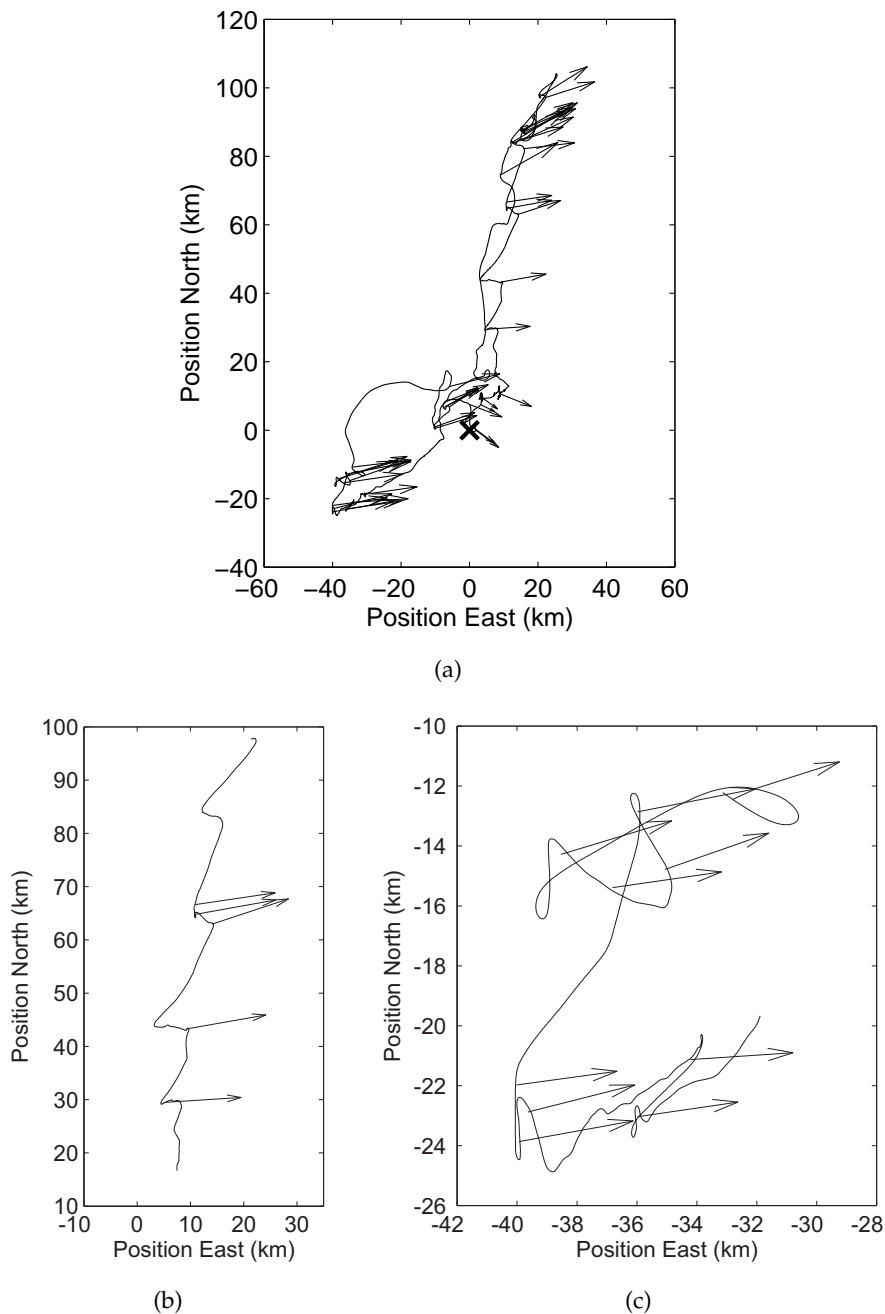 120
100
80
60
40
20
0
−20
−40
−60 −40 −20 0 20 40 60
Position North (km)
Position East (km)
(a)
100
90
80
70
60
50
40
30
20
10
-10 0 10 20 30
Position North (km)
Position East (km)
(b)
-10
-12
-14
-16
-18
-20
-22
-24
-26
-42 -40 -38 -36 -34 -32 -30 -28
Position North (km)
Position East (km)
(c)